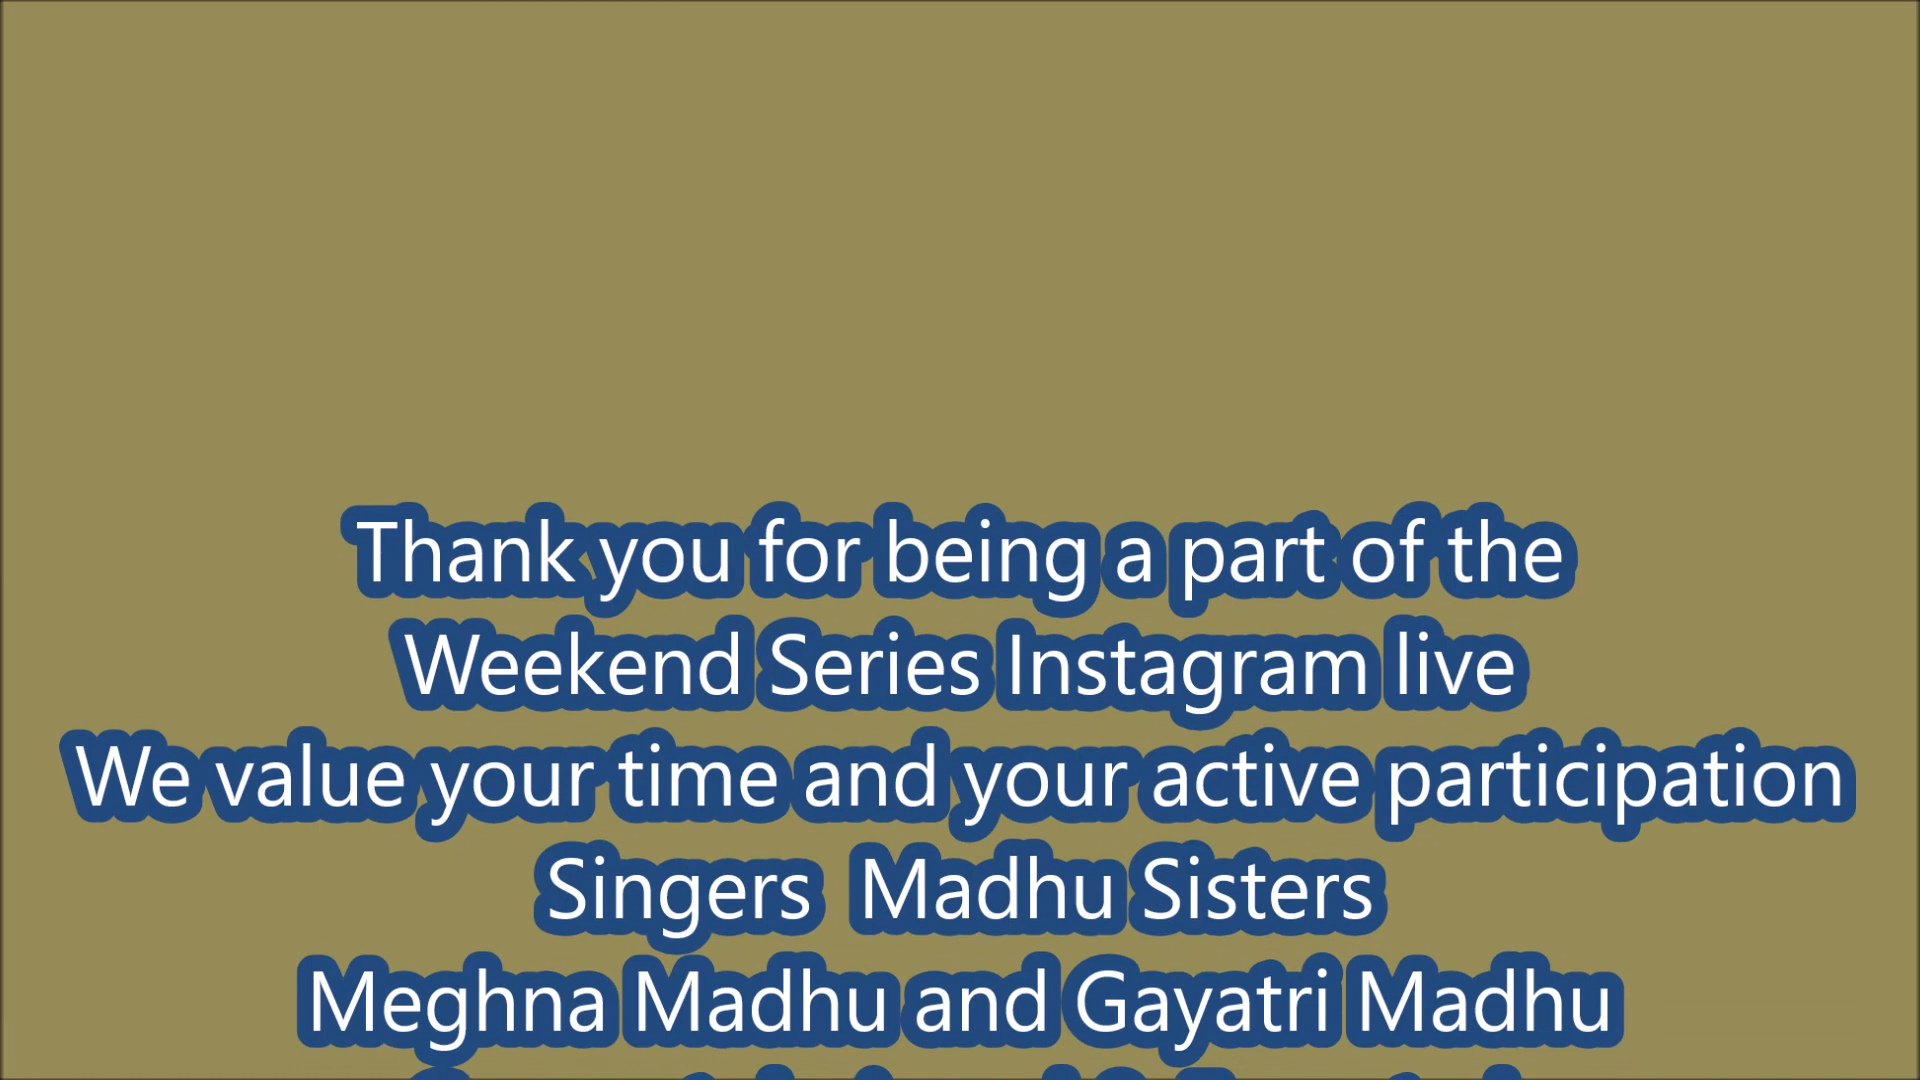 Thank you for being a part of the
Weekend Series Instagram live
We value your time and your active participation
Singers  Madhu Sisters
Meghna Madhu and Gayatri Madhu